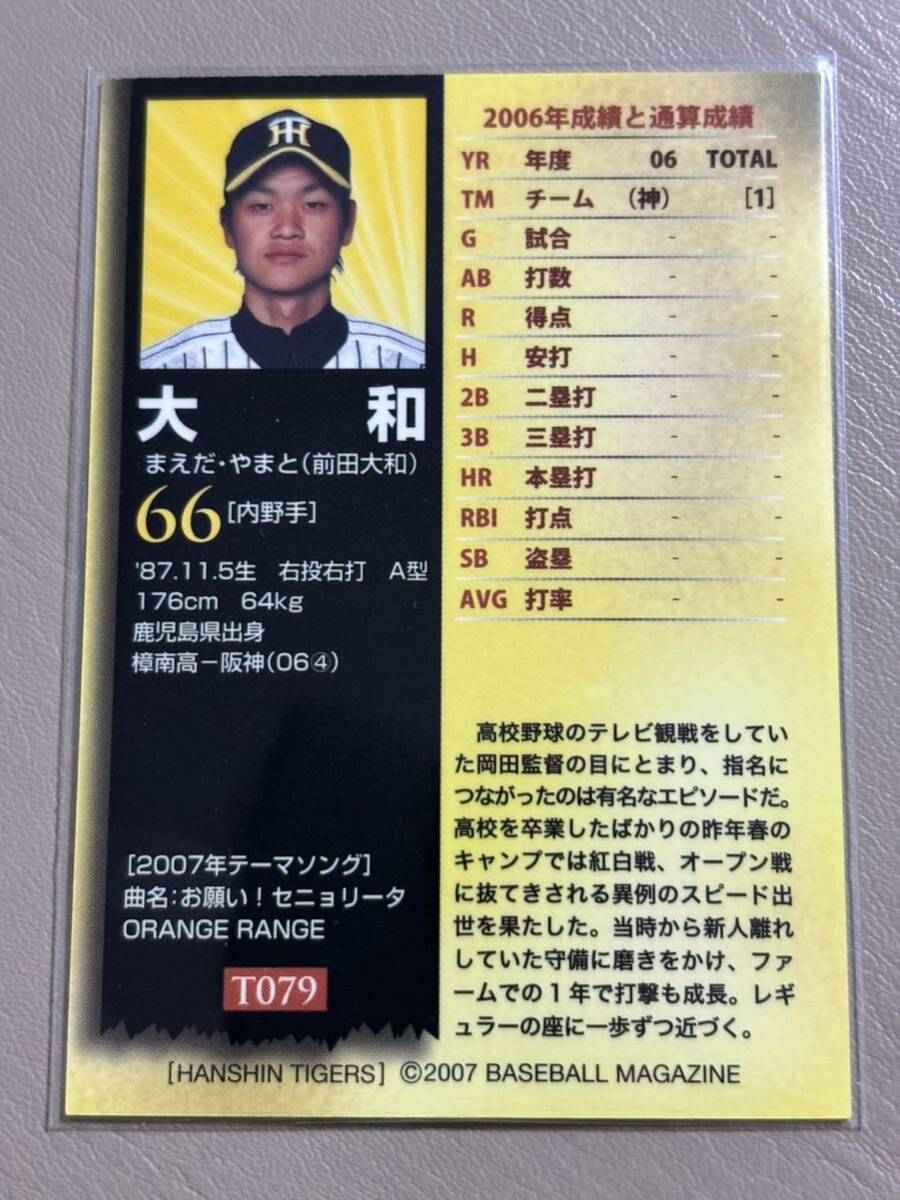 TH
大和
まえだ・やまと(前田大和)
66 [内野手]
'87.11.5生 右投右打 A型
176cm 64kg
鹿児島県出身
樟南高－阪神(06④)
[2007年テーマソング]
曲名:お願い!セニョリータ
ORANGE RANGE
T079
2006年成績と通算成績
YR 年度 06 TOTAL
TM チーム (神) [1]
G 試合 - -
AB 打数 - -
R 得点 - -
H 安打 - -
2B 二塁打 - -
3B 三塁打 - -
HR 本塁打 - -
RBI 打点 - -
SB 盗塁 - -
AVG 打率 - -
高校野球のテレビ観戦をしてい
た岡田監督の目にとまり、指名に
つながったのは有名なエピソードだ。
高校を卒業したばかりの昨年春の
キャンプでは紅白戦、オープン戦
に抜てきされる異例のスピード出
世を果たした。当時から新人離れ
していた守備に磨きをかけ、ファ
ームでの1年で打撃も成長。レギ
ュラーの座に一歩ずつ近づく。
[HANSHIN TIGERS] ©2007 BASEBALL MAGAZINE